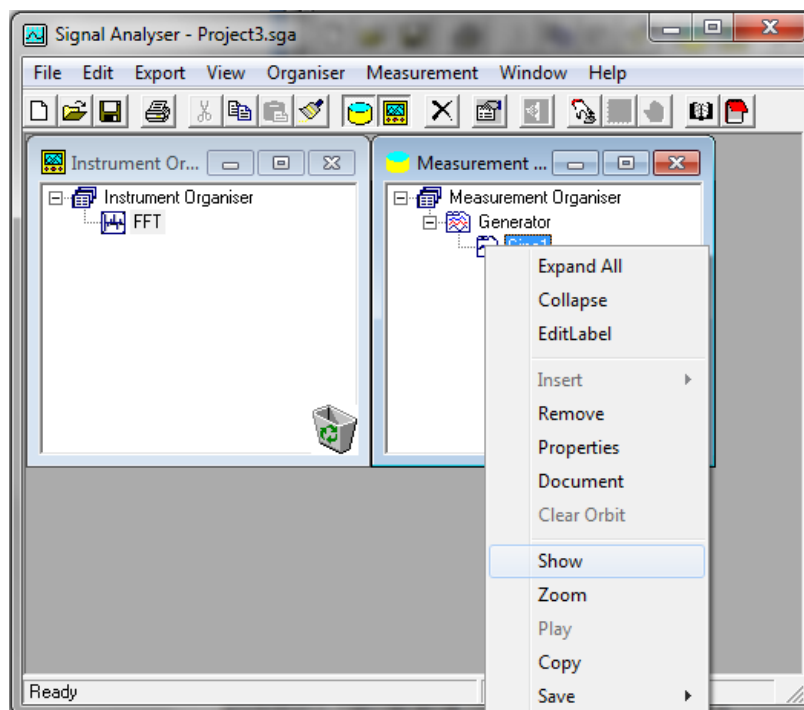 Signal Analyser - Project3.sga
File Edit Export View Organiser Measurement Window Help
Instrument Or...
Instrument Organiser
FFT
Measurement ...
Measurement Organiser
Generator
Expand All
Collapse
EditLabel
Insert
Remove
Properties
Document
Clear Orbit
Show
Zoom
Play
Copy
Save
Ready